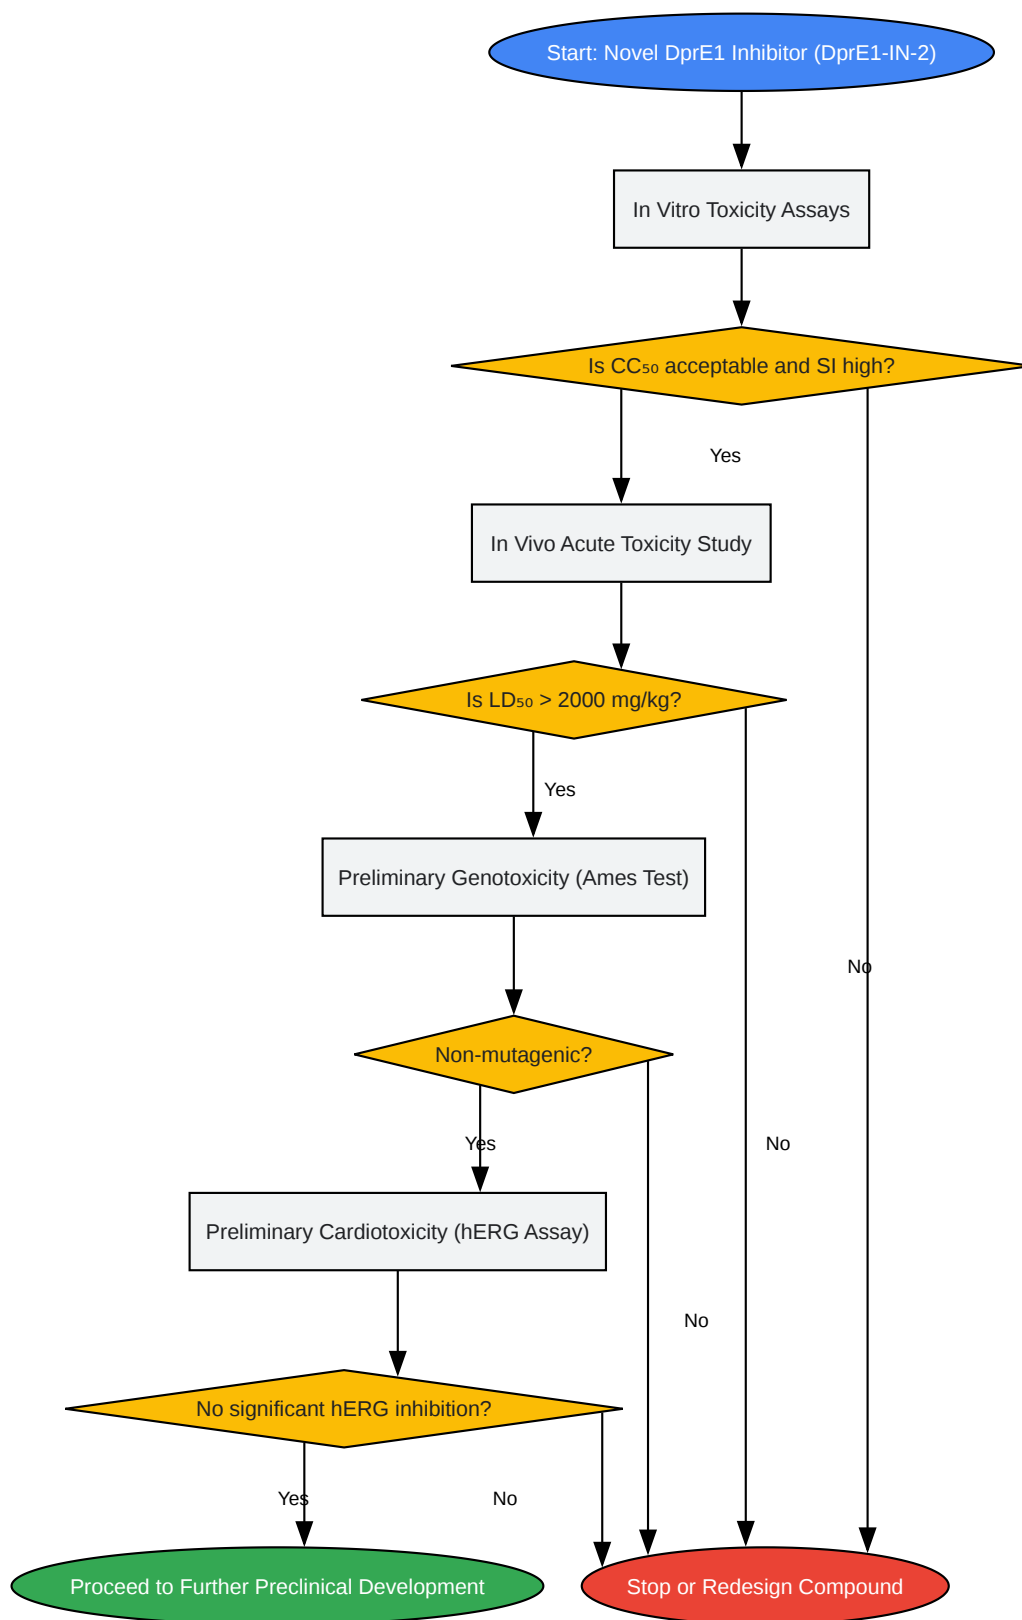 Start: Novel DprE1 Inhibitor (DprE1-IN-2)
In Vitro Toxicity Assays
Is CC₅₀ acceptable and SI high?
Yes
In Vivo Acute Toxicity Study
Is LD₅₀ > 2000 mg/kg?
Yes
Preliminary Genotoxicity (Ames Test)
No
Non-mutagenic?
Yes
No
Preliminary Cardiotoxicity (hERG Assay)
No
No significant hERG inhibition?
Yes
No
Proceed to Further Preclinical Development
Stop or Redesign Compound